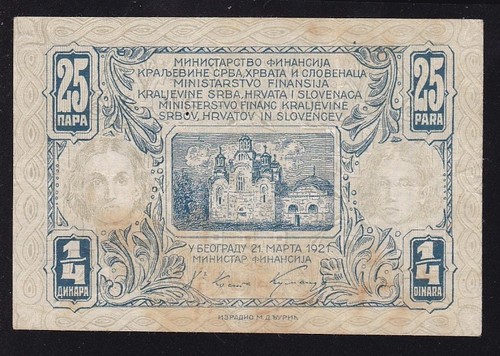 25
ПАРА
МИНИСТАРСТВО ФИНАНСИЈА
КРАЉЕВИНЕ СРБА, ХРВАТА И СЛОВЕНАЦА
MINISTARSTVO FINANSIJA
KRALJEVINE SRBA, HRVATA I SLOVENACA
MINISTERSTVO FINANC KRALJEVINE
SRBOV, HRVATOV IN SLOVENCEV
25
PARA
У БЕОГРАДУ 21. МАРТА 1921
МИНИСТАР ФИНАНСИЈА
1/4
ДИНАРА
1/4
DINARA
ИЗРАДИО М. Д. ЂУРИЋ